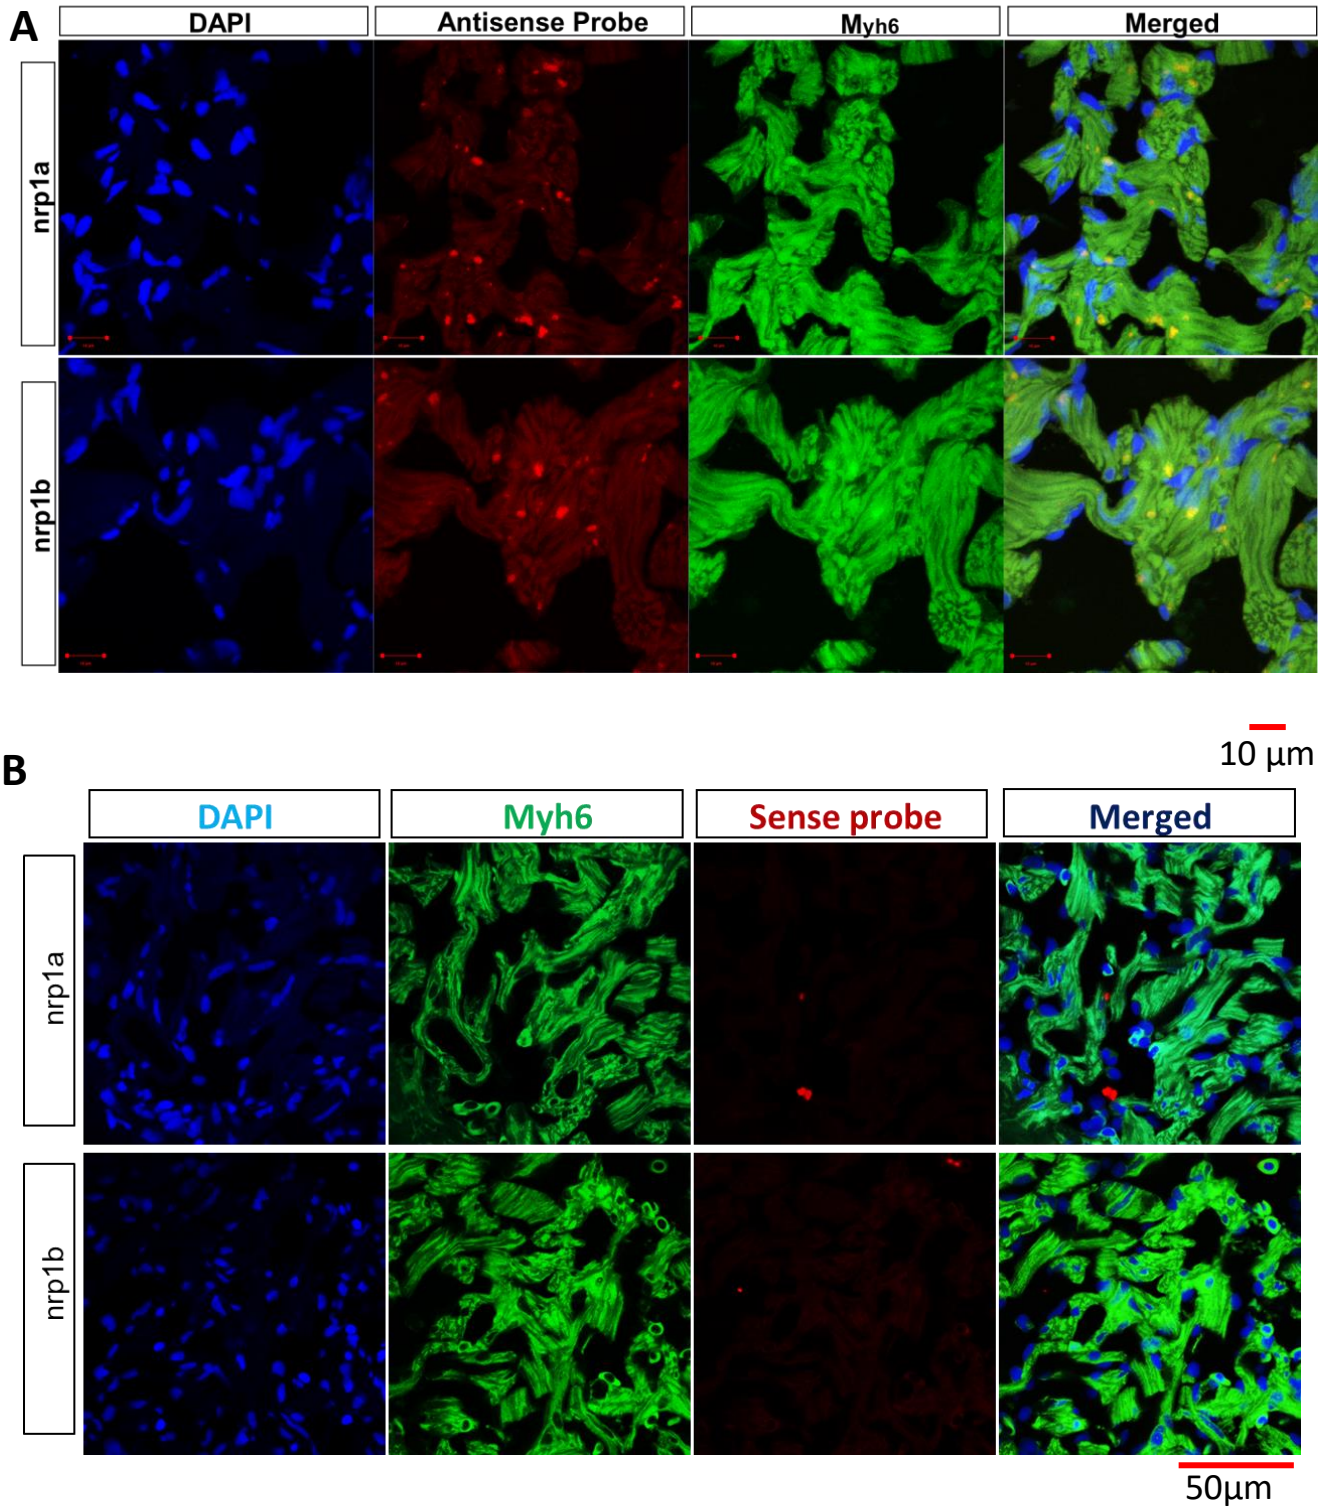 A
DAPI
Antisense Probe
Myh6
Merged
nrp1a
nrp1b
10 µm
B
DAPI
Myh6
Sense probe
Merged
nrp1a
nrp1b
50µm